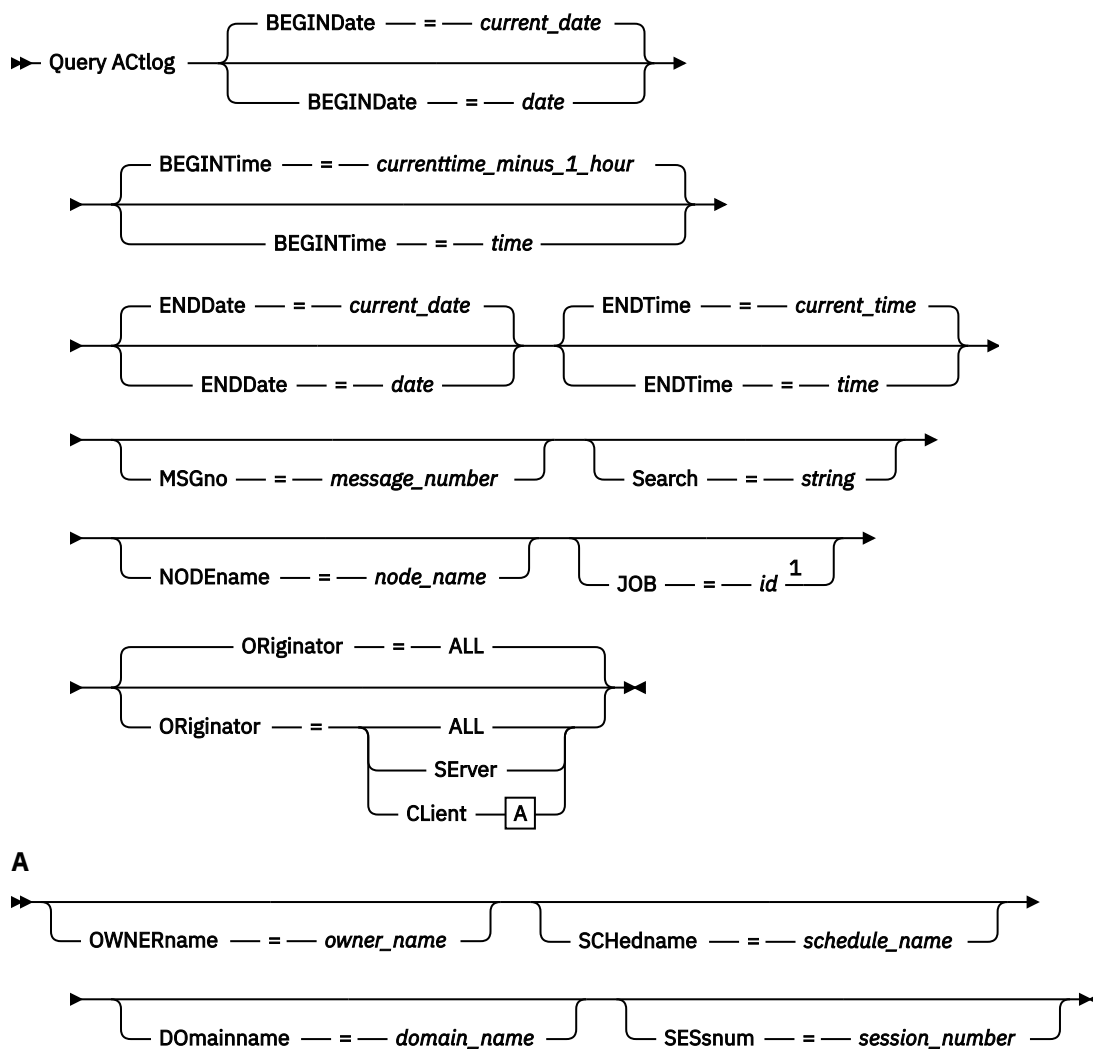 BEGINDate = current_date
Query ACtlog
BEGINDate = date
BEGINTime = currenttime_minus_1_hour
BEGINTime = time
ENDDate = current_date ENDTime = current_time
ENDDate = date ENDTime = time
MSGno = message_number Search = string
NODEname = node_name JOB = id 1
ORiginator = ALL
ORiginator = ALL
SErver
CLient A
A
OWNERname = owner_name SCHedname = schedule_name
DOmainname = domain_name SESsnum = session_number